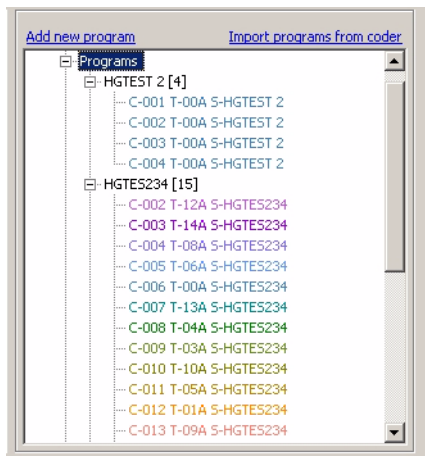 Add new program Import programs from coder
Programs
HGTEST 2 [4]
C-001 T-00A S-HGTEST 2
C-002 T-00A S-HGTEST 2
C-003 T-00A S-HGTEST 2
C-004 T-00A S-HGTEST 2
HGTES234 [15]
C-002 T-12A S-HGTES234
C-003 T-14A S-HGTES234
C-004 T-08A S-HGTES234
C-005 T-06A S-HGTES234
C-006 T-00A S-HGTES234
C-007 T-13A S-HGTES234
C-008 T-04A S-HGTES234
C-009 T-03A S-HGTES234
C-010 T-10A S-HGTES234
C-011 T-05A S-HGTES234
C-012 T-01A S-HGTES234
C-013 T-09A S-HGTES234